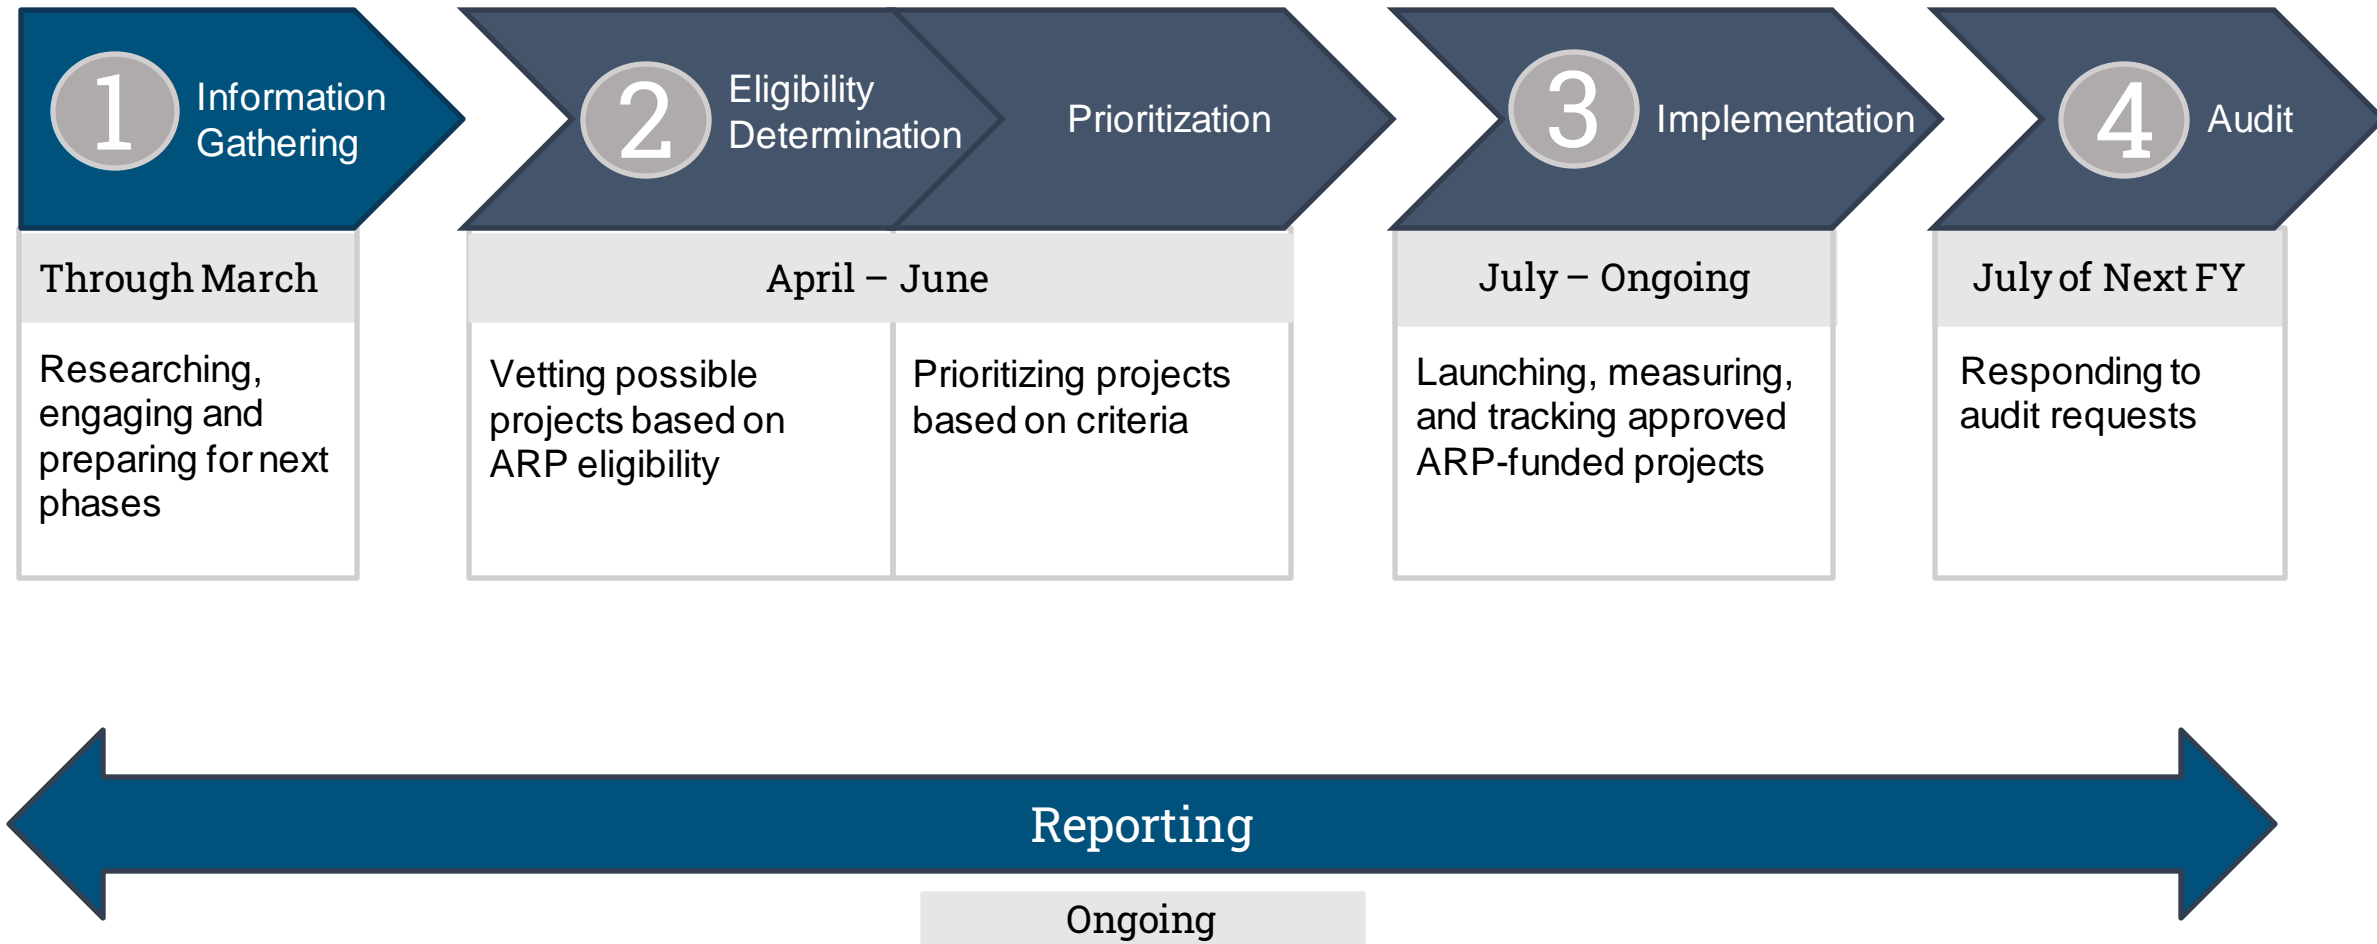 1
Information
Gathering
2
Eligibility
Determination
Prioritization
3
Implementation
4
Audit
Through March
April – June
July – Ongoing
July of Next FY
Researching,
engaging and
preparing for next
phases
Vetting possible
projects based on
ARP eligibility
Prioritizing projects
based on criteria
Launching, measuring,
and tracking approved
ARP-funded projects
Responding to
audit requests
Reporting
Ongoing